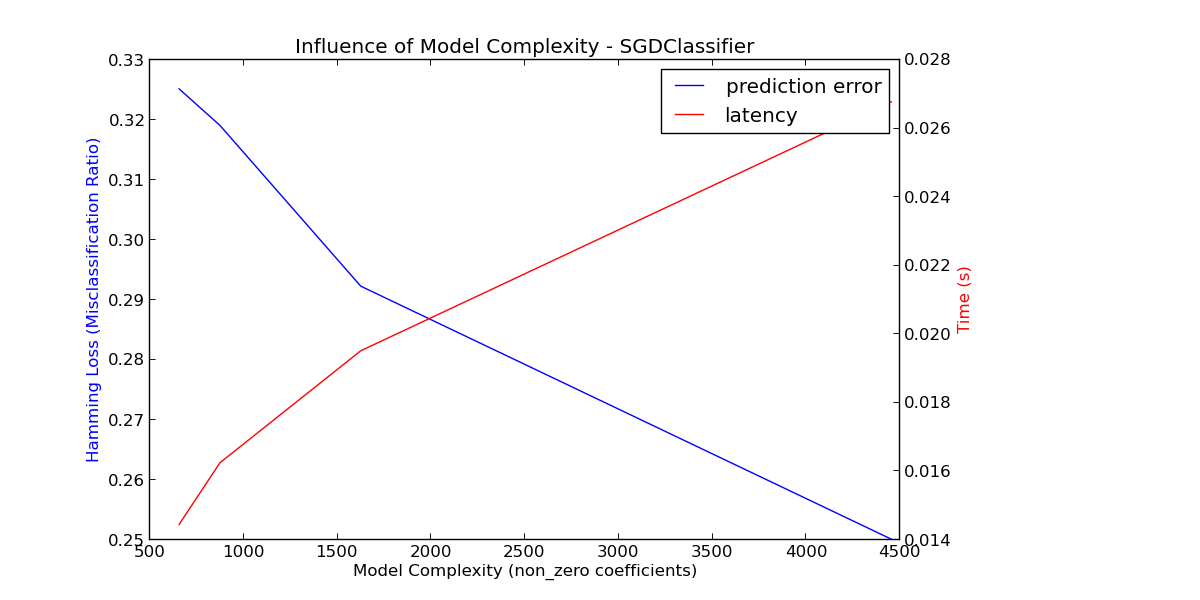 Influence of Model Complexity - SGDClassifier
prediction error
latency
Hamming Loss (Misclassification Ratio)
0.33
0.32
0.31
0.30
0.29
0.28
0.27
0.26
0.25
0.028
0.026
0.024
0.022
0.020
0.018
0.016
0.014
Time (s)
500 1000 1500 2000 2500 3000 3500 4000 4500
Model Complexity (non_zero coefficients)